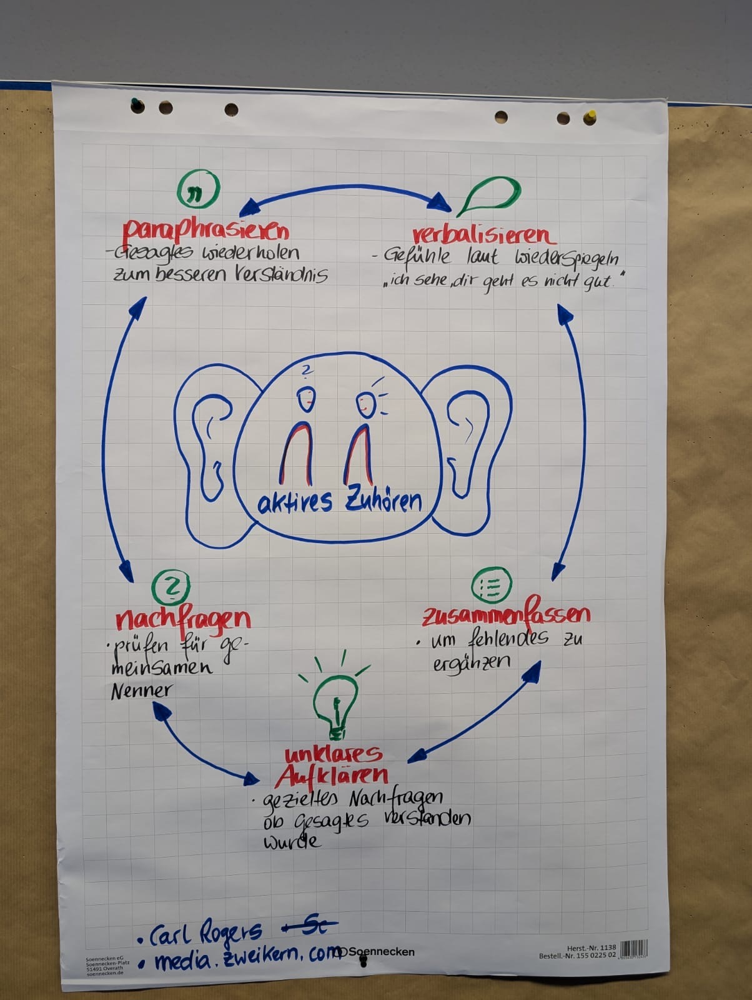 paraphrasieren
- Gesagtes wiederholen
zum besseren Verständnis
verbalisieren
- Gefühle laut wiederspiegeln
„ich sehe, dir geht es nicht gut."
?
aktives Zuhören
?
nachfragen
· prüfen für ge-
meinsamen
Nenner
zusammenfassen
· um fehlendes zu
ergänzen
unklares
Aufklären
· gezieltes Nachfragen
ob gesagtes verstanden
wurde
• Carl Rogers
• media.zweikern.com
Soennecken eG
Soennecken-Platz
51491 Overath
soennecken.de
Soennecken
Herst.-Nr. 1138
Bestell.-Nr. 155 0225 02